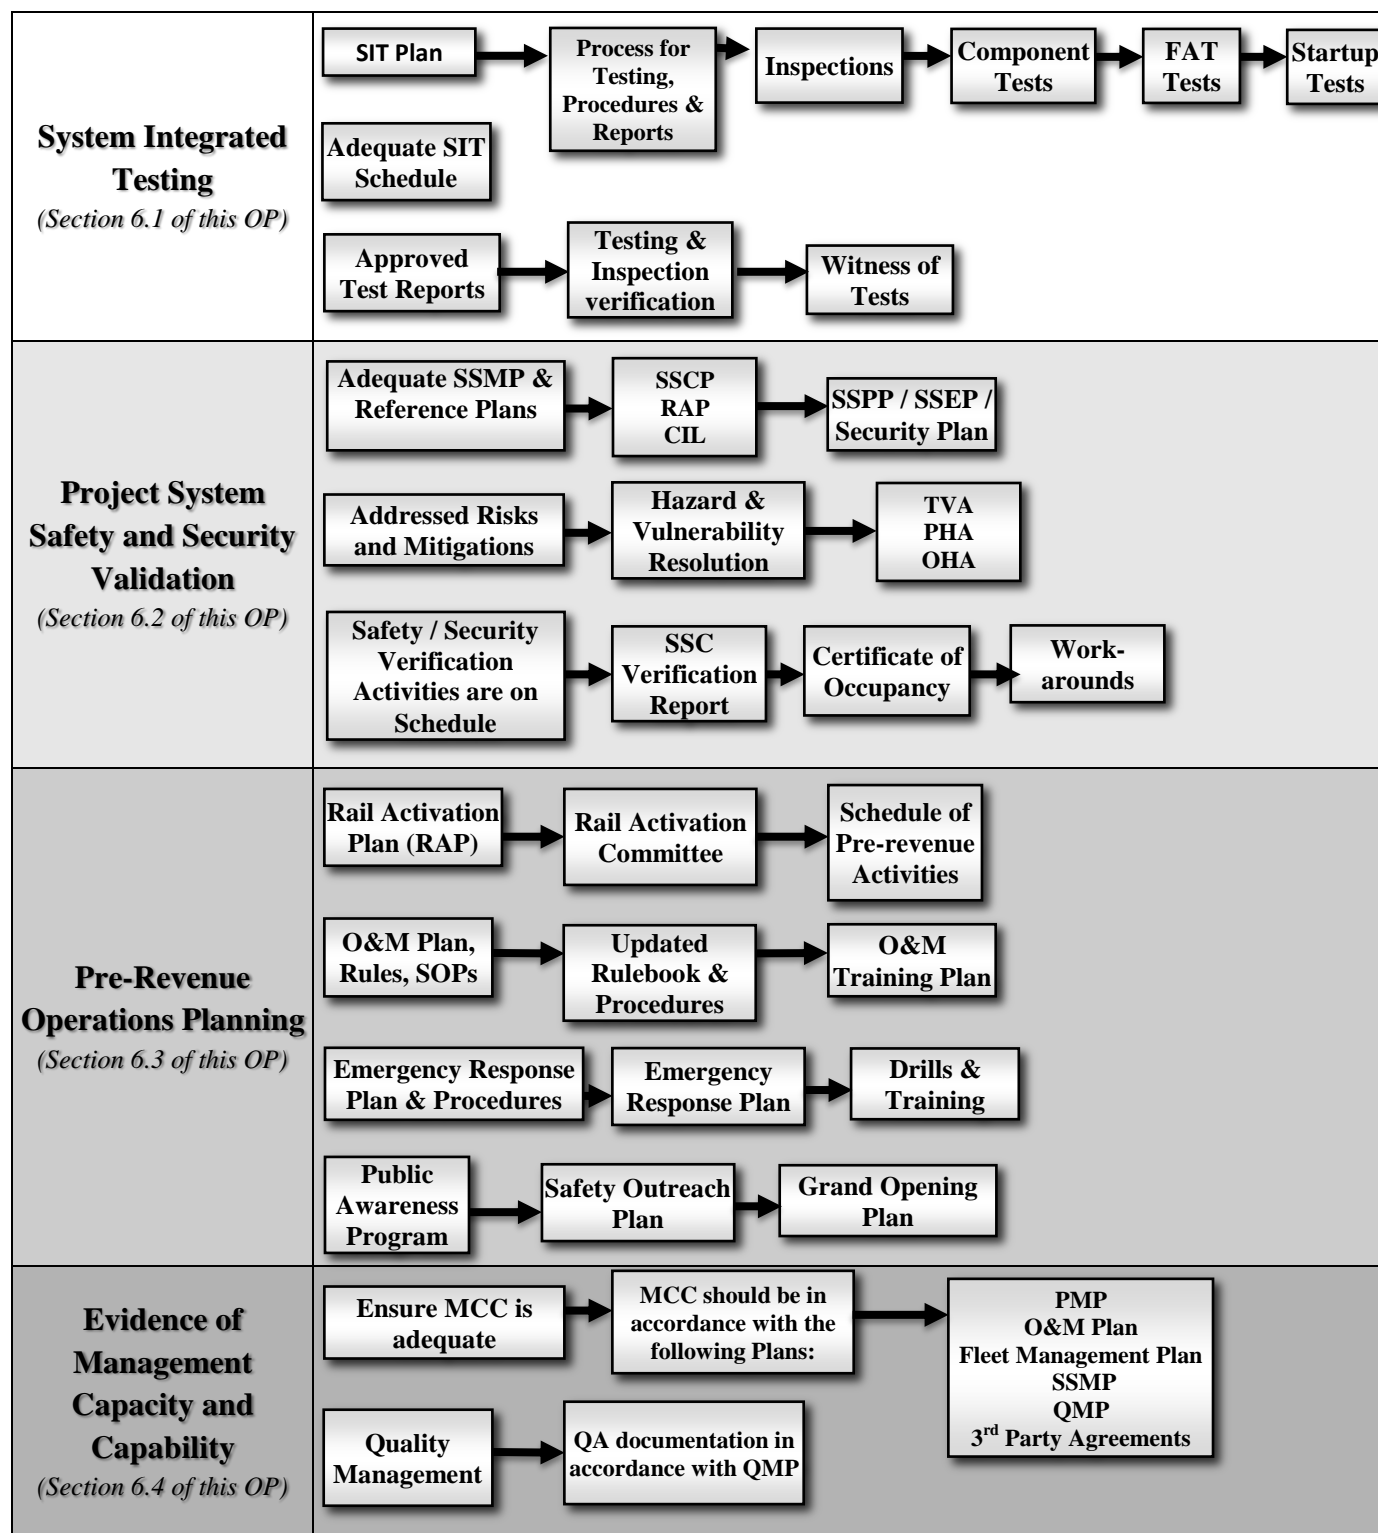 System Integrated
Testing
(Section 6.1 of this OP)
SIT Plan
Process for
Testing,
Procedures &
Reports
Inspections
Component
Tests
FAT
Tests
Startup
Tests
Adequate SIT
Schedule
Approved
Test Reports
Testing &
Inspection
verification
Witness of
Tests
Project System
Safety and Security
Validation
(Section 6.2 of this OP)
Adequate SSMP &
Reference Plans
SSCP
RAP
CIL
SSPP / SSEP /
Security Plan
Addressed Risks
and Mitigations
Hazard &
Vulnerability
Resolution
TVA
PHA
OHA
Safety / Security
Verification
Activities are on
Schedule
SSC
Verification
Report
Certificate of
Occupancy
Work-
arounds
Pre-Revenue
Operations Planning
(Section 6.3 of this OP)
Rail Activation
Plan (RAP)
Rail Activation
Committee
Schedule of
Pre-revenue
Activities
O&M Plan,
Rules, SOPs
Updated
Rulebook &
Procedures
O&M
Training Plan
Emergency Response
Plan & Procedures
Emergency
Response Plan
Drills &
Training
Public
Awareness
Program
Safety Outreach
Plan
Grand Opening
Plan
Evidence of
Management
Capacity and
Capability
(Section 6.4 of this OP)
Ensure MCC is
adequate
MCC should be in
accordance with the
following Plans:
PMP
O&M Plan
Fleet Management Plan
SSMP
QMP
3rd Party Agreements
Quality
Management
QA documentation in
accordance with QMP